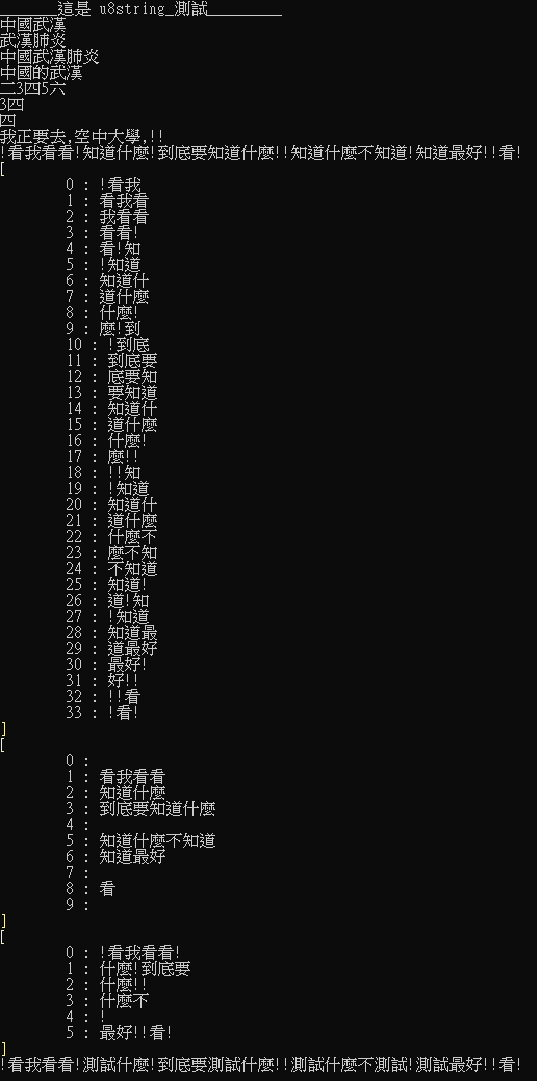 _______這是 u8string_測試_________
中國武漢
武漢肺炎
中國武漢肺炎
中國的武漢
二3四5六
3四
四
我正要去,空中大學,!!
!看我看看!知道什麼!到底要知道什麼!!知道什麼不知道!知道最好!!看!
[
0 : !看我
1 : 看我看
2 : 我看看
3 : 看看!
4 : 看!知
5 : !知道
6 : 知道什
7 : 道什麼
8 : 什麼!
9 : 麼!到
10 : !到底
11 : 到底要
12 : 底要知
13 : 要知道
14 : 知道什
15 : 道什麼
16 : 什麼!
17 : 麼!!
18 : !!知
19 : !知道
20 : 知道什
21 : 道什麼
22 : 什麼不
23 : 麼不知
24 : 不知道
25 : 知道!
26 : 道!知
27 : !知道
28 : 知道最
29 : 道最好
30 : 最好!
31 : 好!!
32 : !!看
33 : !看!
]
[
0 :
1 : 看我看看
2 : 知道什麼
3 : 到底要知道什麼
4 :
5 : 知道什麼不知道
6 : 知道最好
7 :
8 : 看
9 :
]
[
0 : !看我看看!
1 : 什麼!到底要
2 : 什麼!!
3 : 什麼不
4 : !
5 : 最好!!看!
]
!看我看看!測試什麼!到底要測試什麼!!測試什麼不測試!測試最好!!看!